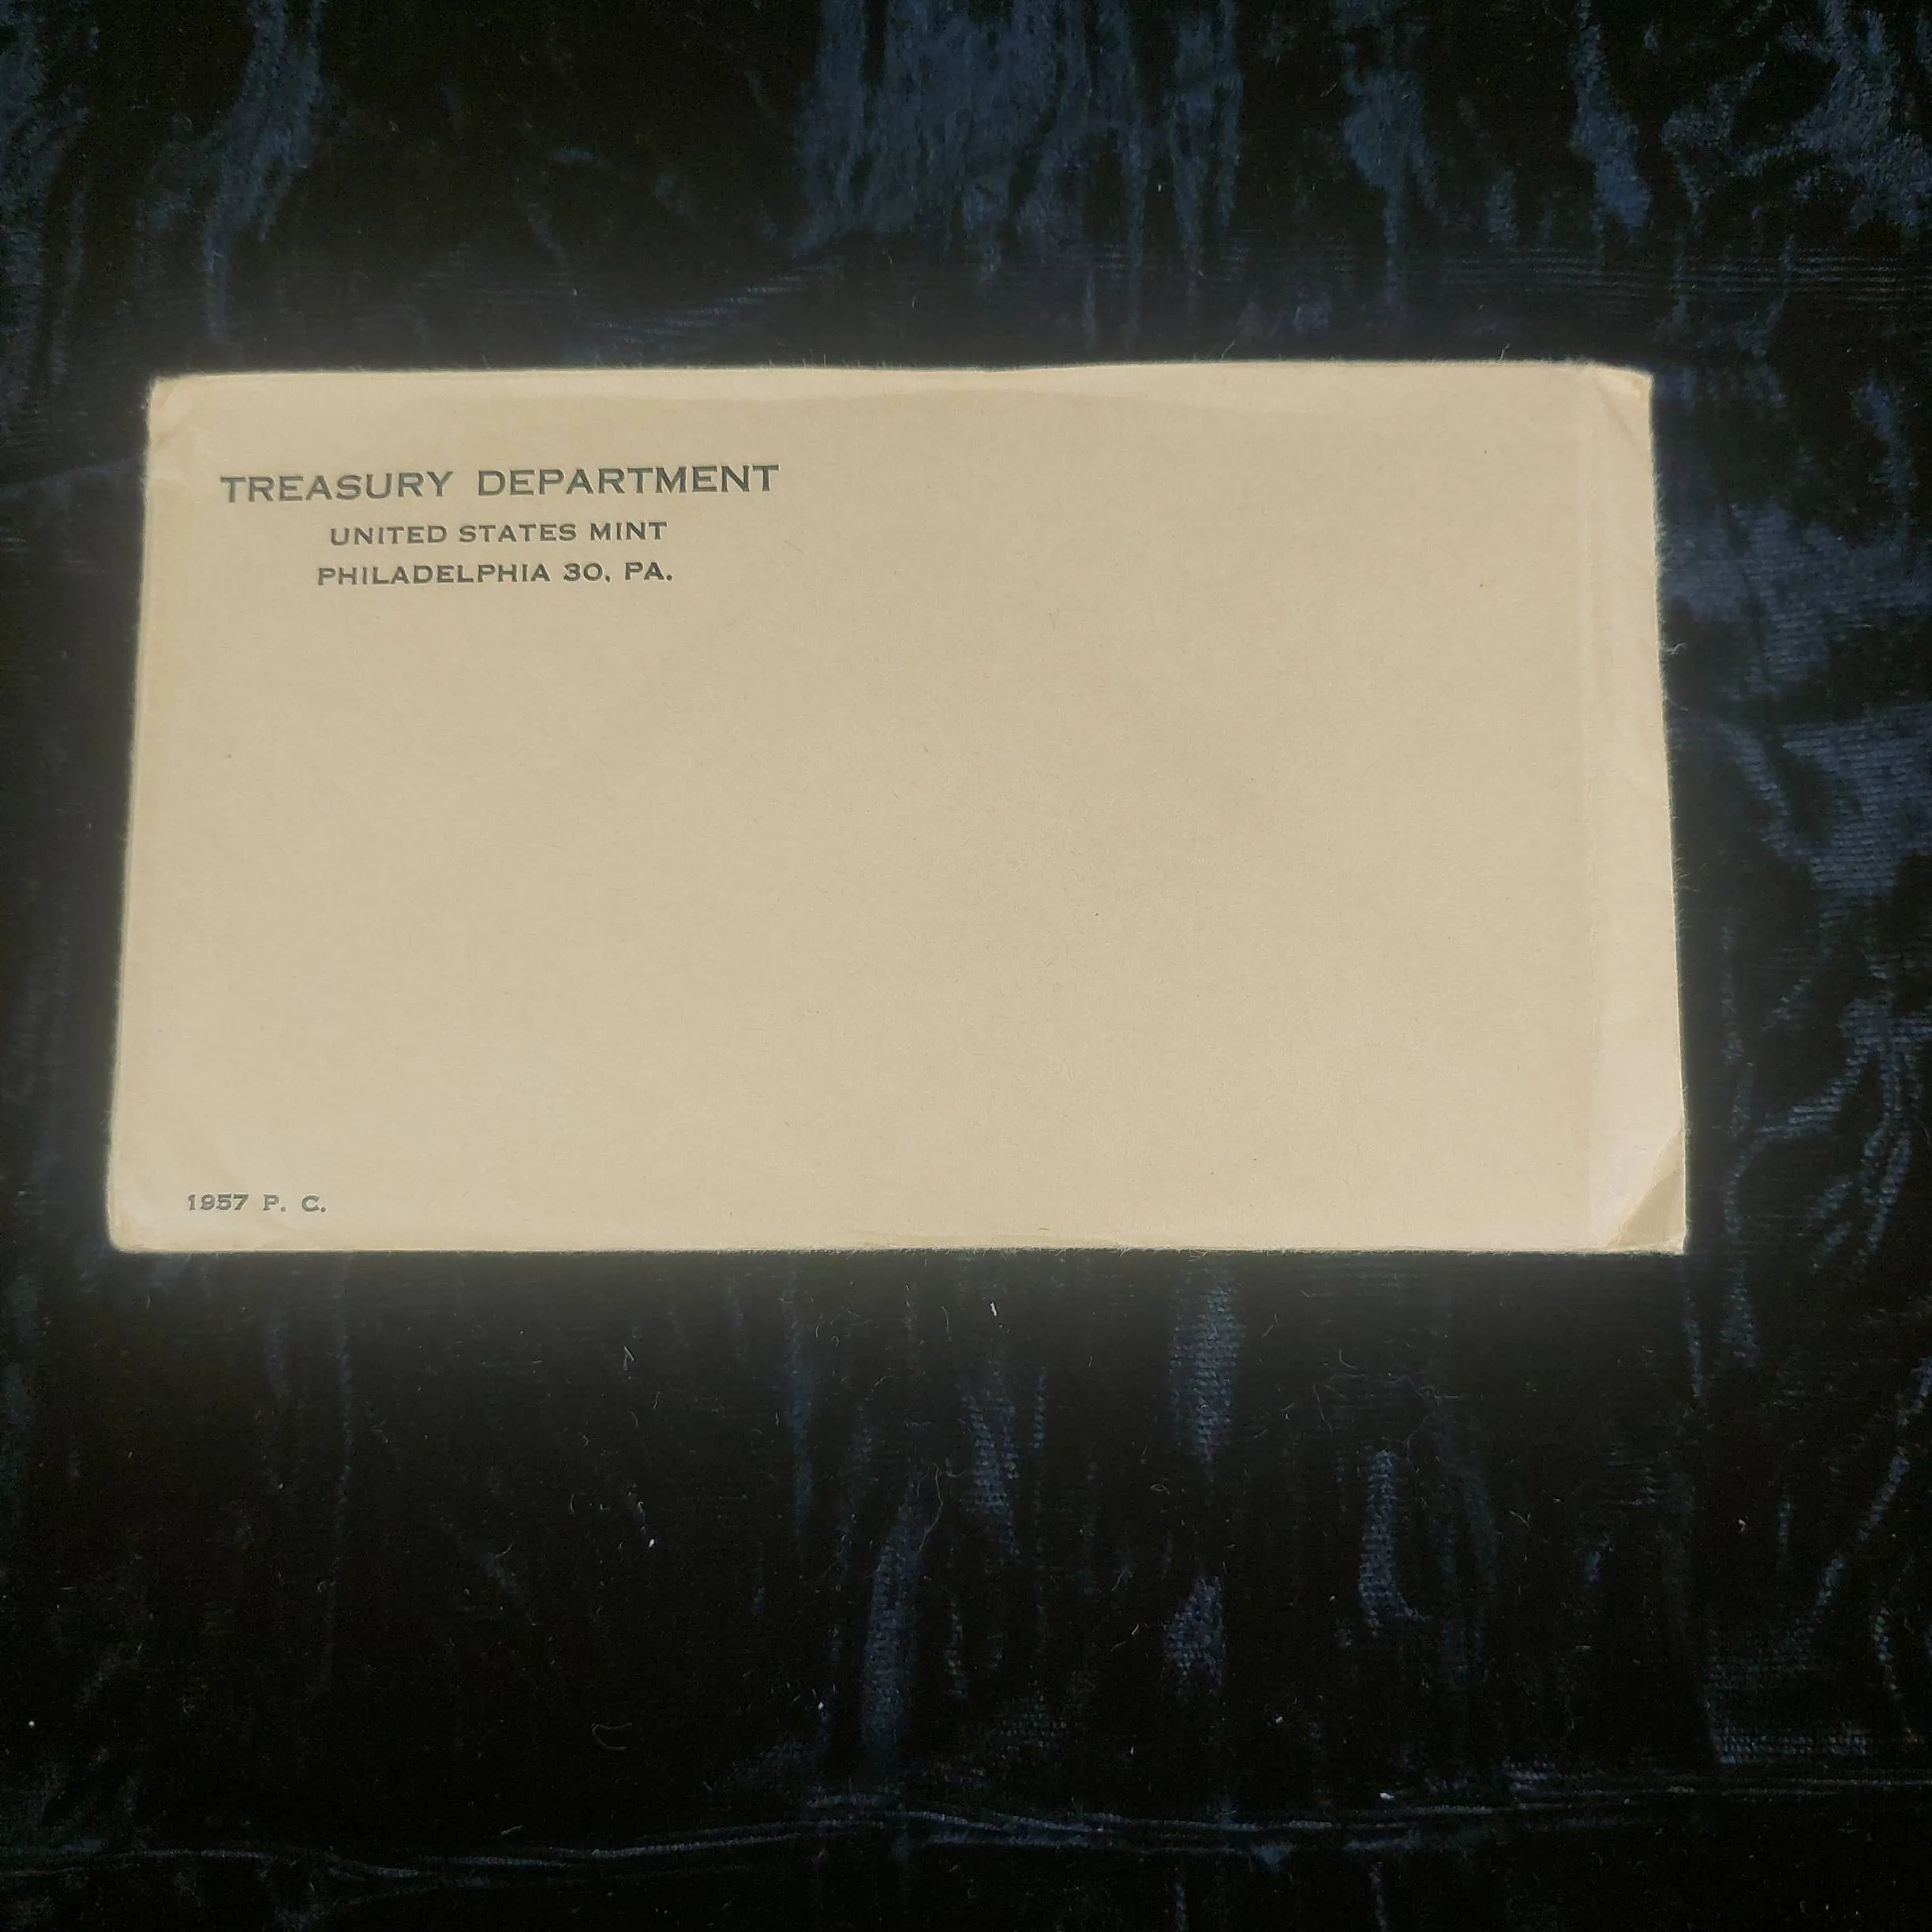 TREASURY DEPARTMENT
UNITED STATES MINT
PHILADELPHIA 30, PA.
1957 P. C.